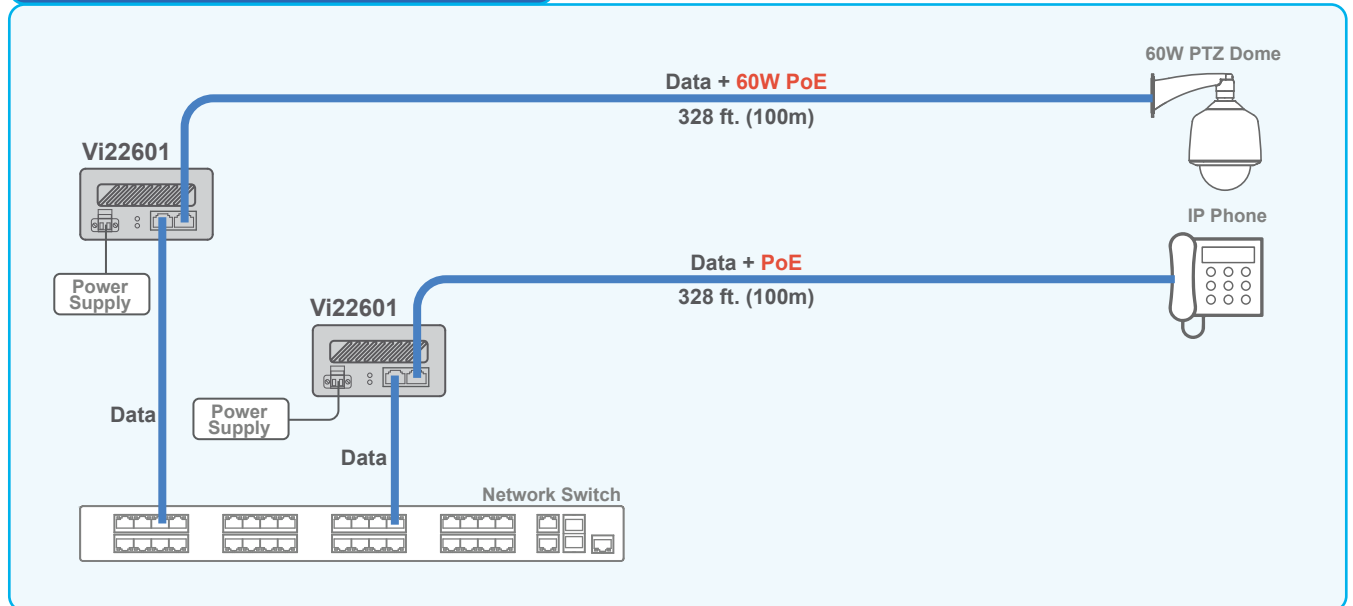 60W PTZ Dome
Data + 60W PoE
328 ft. (100m)
Vi22601
Power
Supply
IP Phone
Data + PoE
328 ft. (100m)
Vi22601
Data
Power
Supply
Data
Network Switch